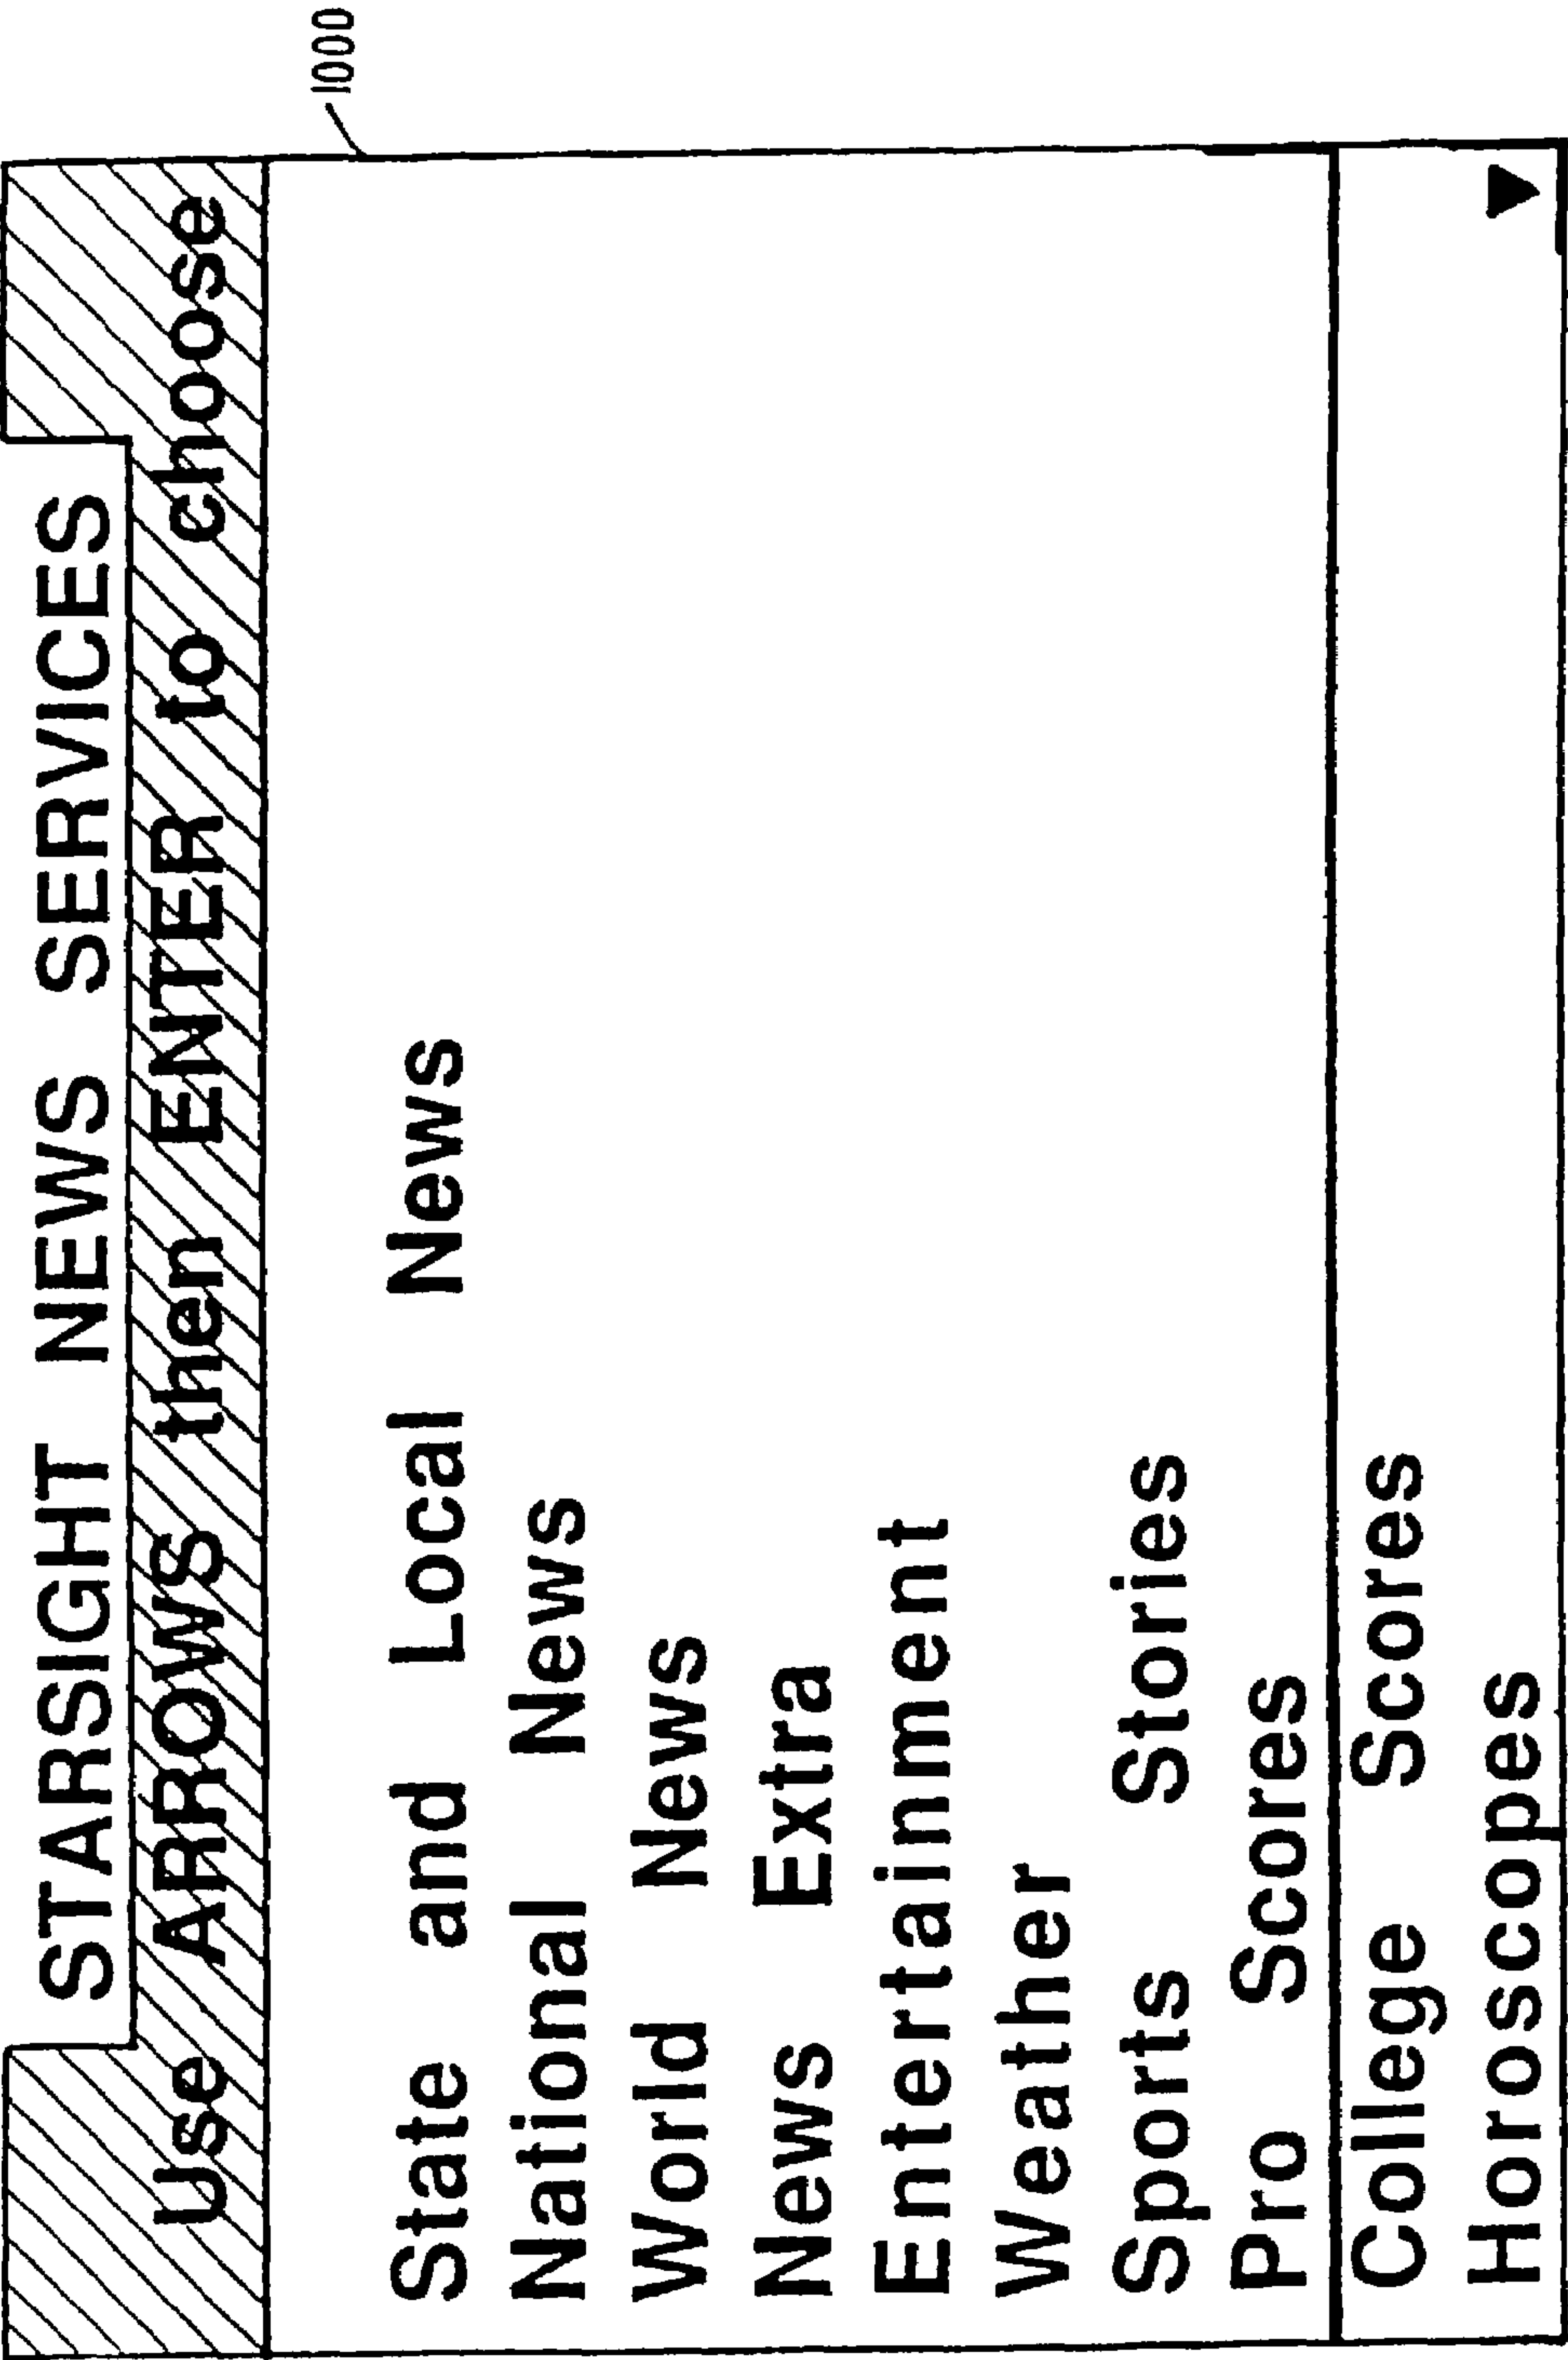 STARSIGHT NEWS SERVICES
Use ARROWS then ENTER to choose
1000
State and Local News
National News
World News
News Extra
Entertainment
Weather
Sports Stories
Pro Scores
College Scores
Horoscopes